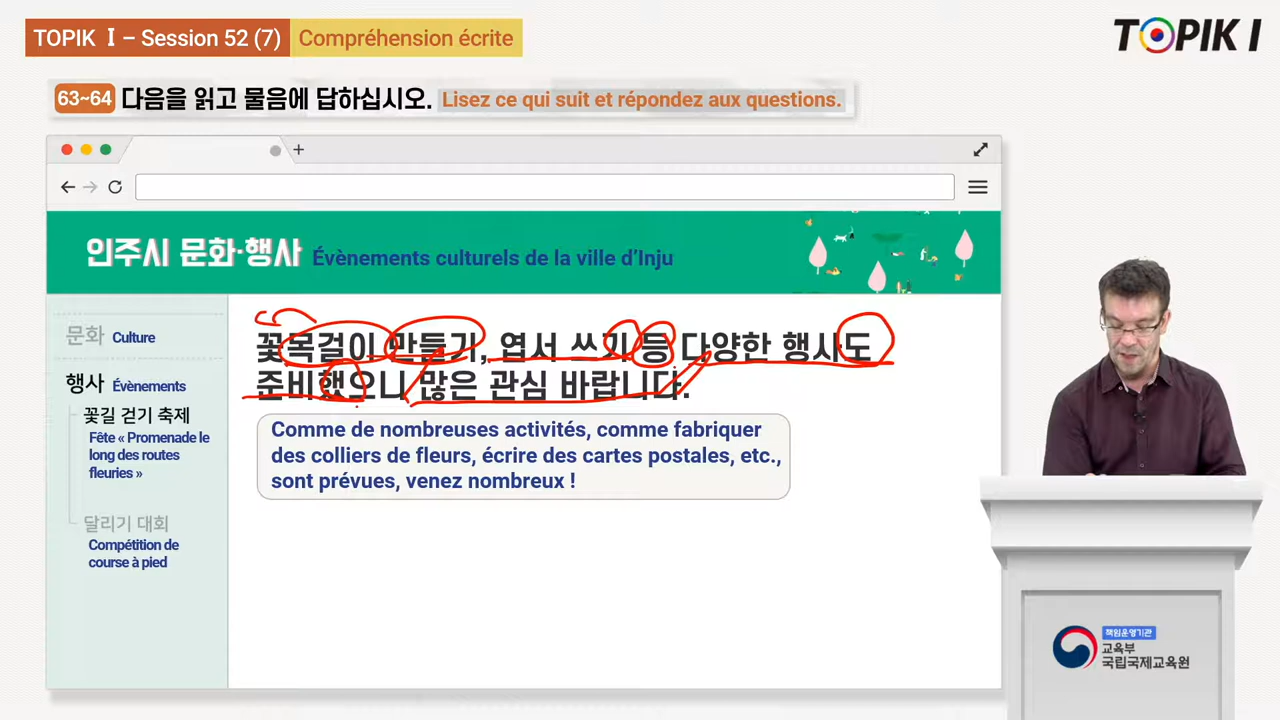 TOPIK Ⅰ – Session 52 (7) Compréhension écrite
TOPIK I
63~64 다음을 읽고 물음에 답하십시오. Lisez ce qui suit et répondez aux questions.
인주시 문화·행사 Évènements culturels de la ville d'Inju
문화 Culture
행사 Évènements
꽃길 걷기 축제
Fête « Promenade le
long des routes
fleuries »
달리기 대회
Compétition de
course à pied
꽃목걸이 만들기, 엽서 쓰기 등 다양한 행사도
준비했으니 많은 관심 바랍니다.
Comme de nombreuses activités, comme fabriquer
des colliers de fleurs, écrire des cartes postales, etc.,
sont prévues, venez nombreux !
책임운영기관
교육부
국립국제교육원